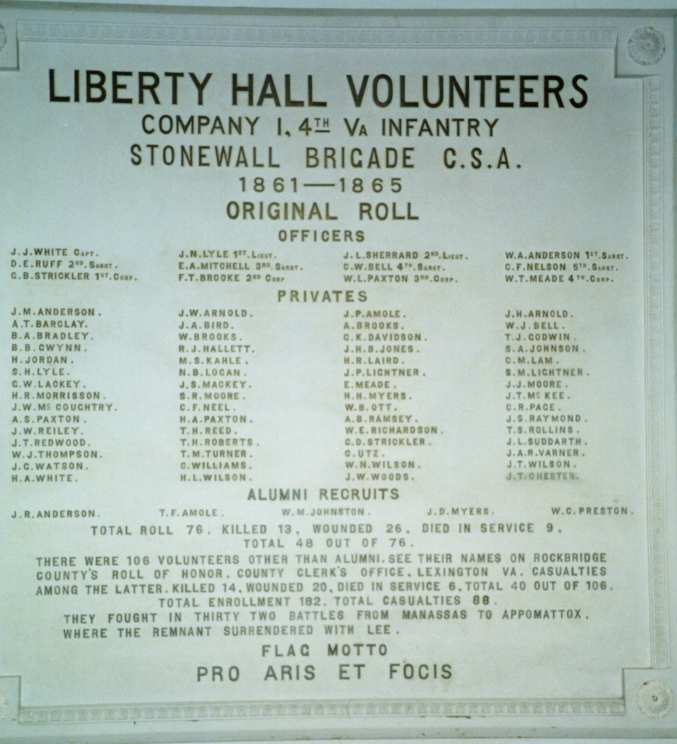 LIBERTY HALL VOLUNTEERS
COMPANY I, 4TH VA INFANTRY
STONEWALL BRIGADE C.S.A.
1861—1865
ORIGINAL ROLL
OFFICERS
J.J.WHITE CAPT. J.N.LYLE 1ST.LIEUT. J.L.SHERRARD 2ND.LIEUT. W.A.ANDERSON 1ST.SARGT.
D.E.RUFF 2ND.SARGT. E.A.MITCHELL 3RD.SARGT. C.W.BELL 4TH.SARGT. C.F.NELSON 5TH.SARGT.
G.B.STRICKLER 1ST.CORP. F.T.BROOKE 2ND CORP W.L.PAXTON 3RD.CORP. W.T.MEADE 4TH.CORP.
PRIVATES
J.M.ANDERSON. J.W.ARNOLD. J.P.AMOLE. J.H.ARNOLD.
A.T.BARCLAY. J.A.BIRD. A.BROOKS. W.J.BELL.
B.A.BRADLEY. W.BROOKS. C.K.DAVIDSON. T.J.GODWIN.
B.B.GWYNN. R.J.HALLETT. J.H.B.JONES. S.A.JOHNSON.
H.JORDAN. M.S.KAHLE. H.R.LAIRD. C.M.LAM.
S.H.LYLE. N.B.LOGAN. J.P.LIGHTNER. S.M.LIGHTNER.
G.W.LACKEY. J.S.MACKEY. E.MEADE. J.J.MOORE.
H.R.MORRISSON. S.R.MOORE. H.H.MYERS. J.T.MC KEE.
J.W.MC COUGHTRY. C.F.NEEL. W.B.OTT. C.R.PAGE.
A.S.PAXTON. H.A.PAXTON. A.B.RAMSEY. J.S.RAYMOND.
J.W.REILEY. T.H.REED. W.E.RICHARDSON. T.S.ROLLINS.
J.T.REDWOOD. T.H.ROBERTS. G.D.STRICKLER. J.L.SUDDARTH.
W.J.THOMPSON. T.M.TURNER. G.UTZ. J.A.R.VARNER.
J.G.WATSON. C.WILLIAMS. W.N.WILSON. J.T.WILSON.
H.A.WHITE. H.L.WILSON. J.W.WOODS. J.T.CHESTER.
ALUMNI RECRUITS
J.R.ANDERSON. T.F.AMOLE. W.M.JOHNSTON. J.D.MYERS. W.C.PRESTON.
TOTAL ROLL 76. KILLED 13, WOUNDED 26, DIED IN SERVICE 9.
TOTAL 48 OUT OF 76.
THERE WERE 106 VOLUNTEERS OTHER THAN ALUMNI.SEE THEIR NAMES ON ROCKBRIDGE
COUNTY'S ROLL OF HONOR. COUNTY CLERK'S OFFICE. LEXINGTON VA. CASUALTIES
AMONG THE LATTER. KILLED 14, WOUNDED 20, DIED IN SERVICE 6, TOTAL 40 OUT OF 106.
TOTAL ENROLLMENT 182. TOTAL CASUALTIES 88.
THEY FOUGHT IN THIRTY TWO BATTLES FROM MANASSAS TO APPOMATTOX.
WHERE THE REMNANT SURRENDERED WITH LEE.
FLAG MOTTO
PRO ARIS ET FOCIS